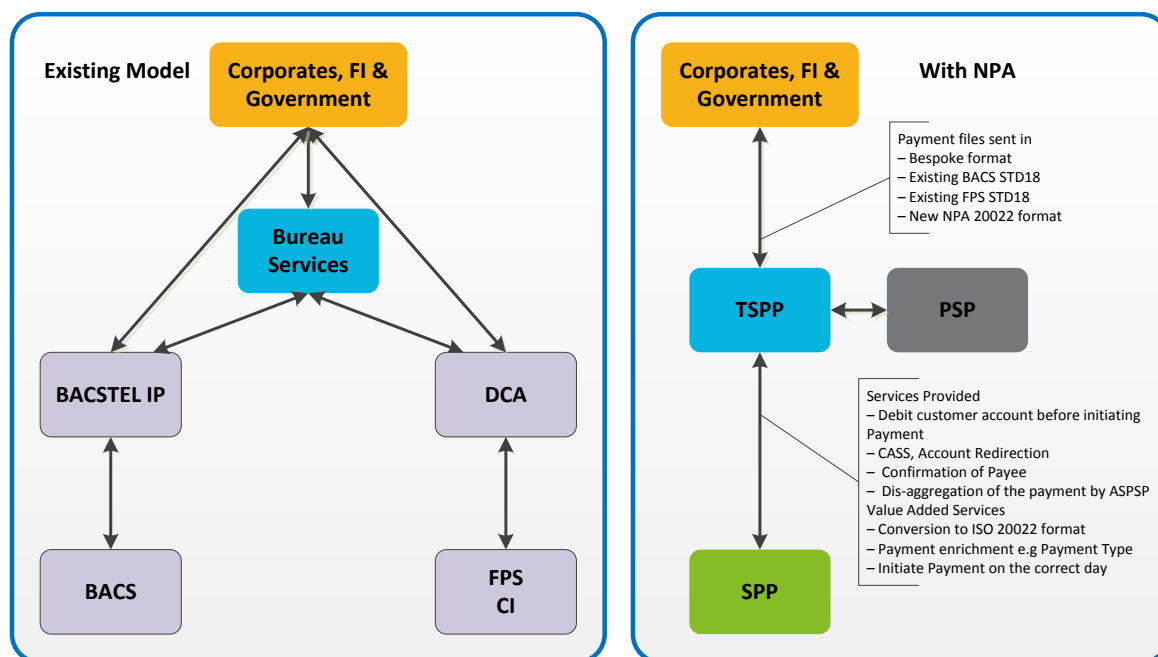 Existing Model
Corporates, FI &
Government
Bureau
Services
BACSTEL IP
DCA
BACS
FPS
CI
Corporates, FI &
Government
With NPA
Payment files sent in
– Bespoke format
– Existing BACS STD18
– Existing FPS STD18
– New NPA 20022 format
TSPP
PSP
Services Provided
– Debit customer account before initiating
Payment
– CASS, Account Redirection
– Confirmation of Payee
– Dis-aggregation of the payment by ASPSP
Value Added Services
– Conversion to ISO 20022 format
– Payment enrichment e.g Payment Type
– Initiate Payment on the correct day
SPP